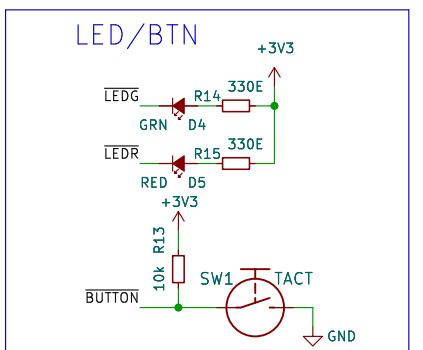 LED/BTN
+3V3
330E
LEDG R14
GRN D4
330E
LEDR R15
RED D5
+3V3
R13
10k
SW1 TACT
BUTTON
GND